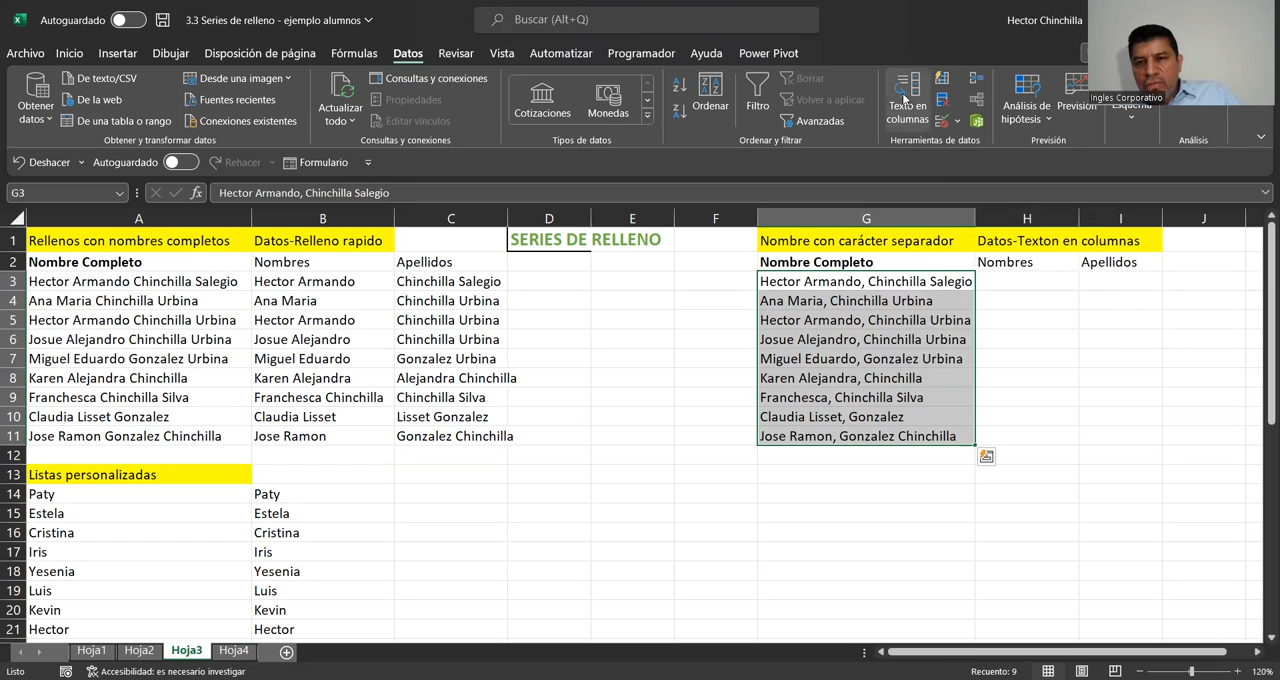 Autoguardado
3.3 Series de relleno - ejemplo alumnos
Buscar (Alt+Q)
Hector Chinchilla
Archivo Inicio Insertar Dibujar Disposición de página Fórmulas Datos Revisar Vista Automatizar Programador Ayuda Power Pivot
Obtener datos
De texto/CSV
De la web
De una tabla o rango
Desde una imagen
Fuentes recientes
Conexiones existentes
Obtener y transformar datos
Actualizar todo
Consultas y conexiones
Propiedades
Editar vínculos
Consultas y conexiones
Cotizaciones
Monedas
Tipos de datos
Ordenar
Filtro
Borrar
Volver a aplicar
Avanzadas
Ordenar y filtrar
Texto en columnas
Herramientas de datos
Análisis de hipótesis
Previsión
Previsión
Análisis
Ingles Corporativo
Deshacer Autoguardado Rehacer Formulario
G3 fx Hector Armando, Chinchilla Salegio
A B C D E F G H I J
1 Rellenos con nombres completos Datos-Relleno rapido SERIES DE RELLENO Nombre con carácter separador Datos-Texton en columnas
2 Nombre Completo Nombres Apellidos Nombre Completo Nombres Apellidos
3 Hector Armando Chinchilla Salegio Hector Armando Chinchilla Salegio Hector Armando, Chinchilla Salegio
4 Ana Maria Chinchilla Urbina Ana Maria Chinchilla Urbina Ana Maria, Chinchilla Urbina
5 Hector Armando Chinchilla Urbina Hector Armando Chinchilla Urbina Hector Armando, Chinchilla Urbina
6 Josue Alejandro Chinchilla Urbina Josue Alejandro Chinchilla Urbina Josue Alejandro, Chinchilla Urbina
7 Miguel Eduardo Gonzalez Urbina Miguel Eduardo Gonzalez Urbina Miguel Eduardo, Gonzalez Urbina
8 Karen Alejandra Chinchilla Karen Alejandra Alejandra Chinchilla Karen Alejandra, Chinchilla
9 Franchesca Chinchilla Silva Franchesca Chinchilla Chinchilla Silva Franchesca, Chinchilla Silva
10 Claudia Lisset Gonzalez Claudia Lisset Lisset Gonzalez Claudia Lisset, Gonzalez
11 Jose Ramon Gonzalez Chinchilla Jose Ramon Gonzalez Chinchilla Jose Ramon, Gonzalez Chinchilla
12
13 Listas personalizadas
14 Paty Paty
15 Estela Estela
16 Cristina Cristina
17 Iris Iris
18 Yesenia Yesenia
19 Luis Luis
20 Kevin Kevin
21 Hector Hector
Hoja1 Hoja2 Hoja3 Hoja4
Listo Accesibilidad: es necesario investigar Recuento: 9 120%